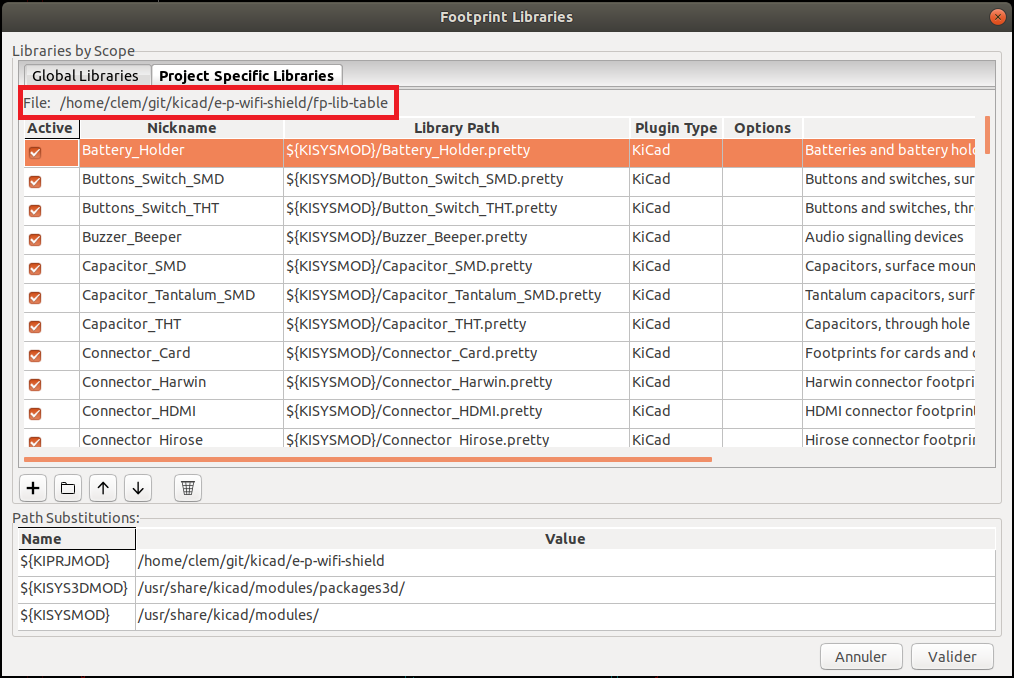 Footprint Libraries
Libraries by Scope
Global Libraries Project Specific Libraries
File: /home/clem/git/kicad/e-p-wifi-shield/fp-lib-table
Active Nickname Library Path Plugin Type Options
Battery_Holder ${KISYSMOD}/Battery_Holder.pretty KiCad Batteries and battery hold
Buttons_Switch_SMD ${KISYSMOD}/Button_Switch_SMD.pretty KiCad Buttons and switches, sur
Buttons_Switch_THT ${KISYSMOD}/Button_Switch_THT.pretty KiCad Buttons and switches, thr
Buzzer_Beeper ${KISYSMOD}/Buzzer_Beeper.pretty KiCad Audio signalling devices
Capacitor_SMD ${KISYSMOD}/Capacitor_SMD.pretty KiCad Capacitors, surface moun
Capacitor_Tantalum_SMD ${KISYSMOD}/Capacitor_Tantalum_SMD.pretty KiCad Tantalum capacitors, surf
Capacitor_THT ${KISYSMOD}/Capacitor_THT.pretty KiCad Capacitors, through hole
Connector_Card ${KISYSMOD}/Connector_Card.pretty KiCad Footprints for cards and c
Connector_Harwin ${KISYSMOD}/Connector_Harwin.pretty KiCad Harwin connector footpri
Connector_HDMI ${KISYSMOD}/Connector_HDMI.pretty KiCad HDMI connector footprint
Connector_Hirose ${KISYSMOD}/Connector_Hirose.pretty KiCad Hirose connector footprin
Path Substitutions:
Name Value
${KIPRJMOD} /home/clem/git/kicad/e-p-wifi-shield
${KISYS3DMOD} /usr/share/kicad/modules/packages3d/
${KISYSMOD} /usr/share/kicad/modules/
Annuler Valider